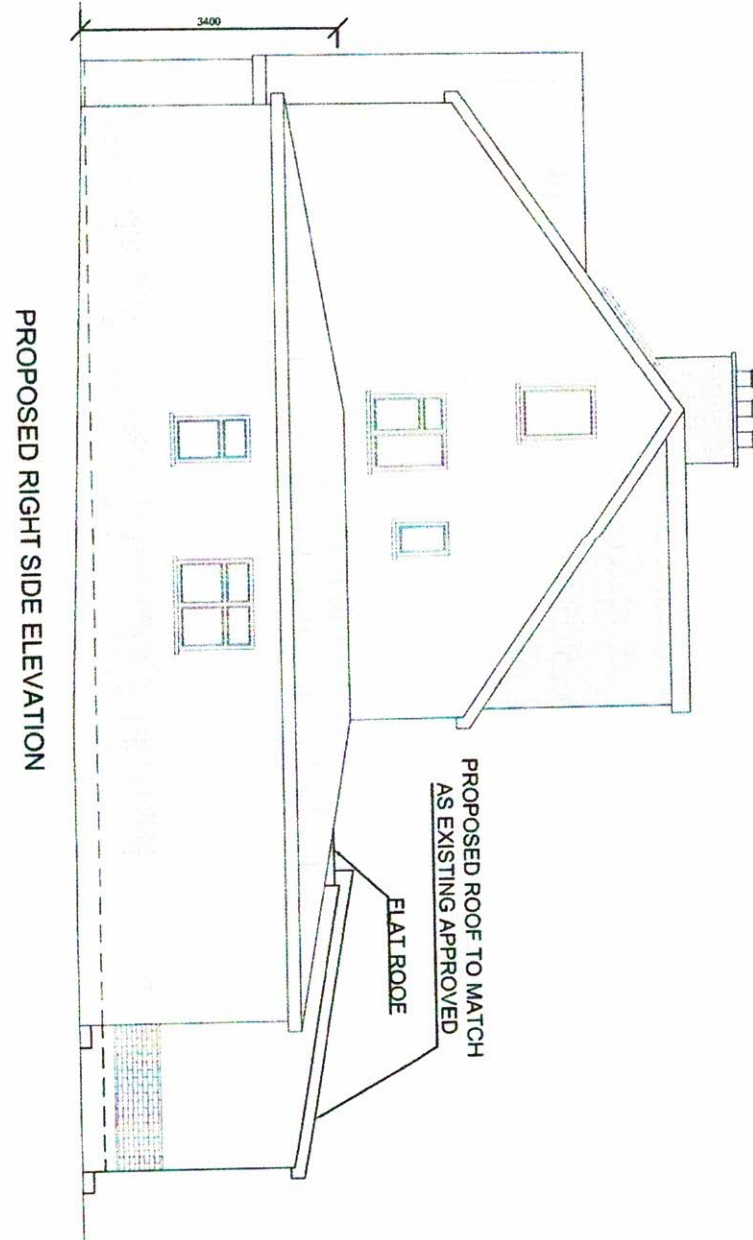 3400
PROPOSED ROOF TO MATCH
AS EXISTING APPROVED
FLAT ROOF
PROPOSED RIGHT SIDE ELEVATION